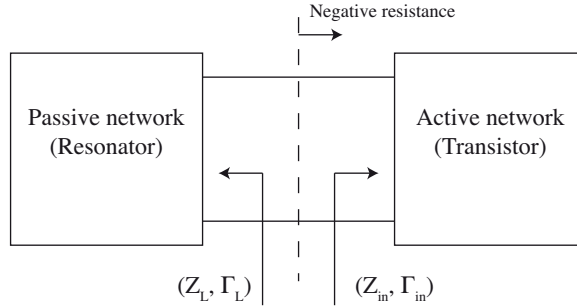 Negative resistance
Passive network
(Resonator)
Active network
(Transistor)
(Z_L, Γ_L)
(Z_in, Γ_in)